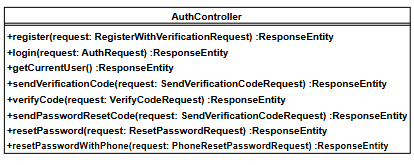 AuthController
+register(request: RegisterWithVerificationRequest) :ResponseEntity
+login(request: AuthRequest) :ResponseEntity
+getCurrentUser() :ResponseEntity
+sendVerificationCode(request: SendVerificationCodeRequest) :ResponseEntity
+verifyCode(request: VerifyCodeRequest) :ResponseEntity
+sendPasswordResetCode(request: SendVerificationCodeRequest) :ResponseEntity
+resetPassword(request: ResetPasswordRequest) :ResponseEntity
+resetPasswordWithPhone(request: PhoneResetPasswordRequest) :ResponseEntity